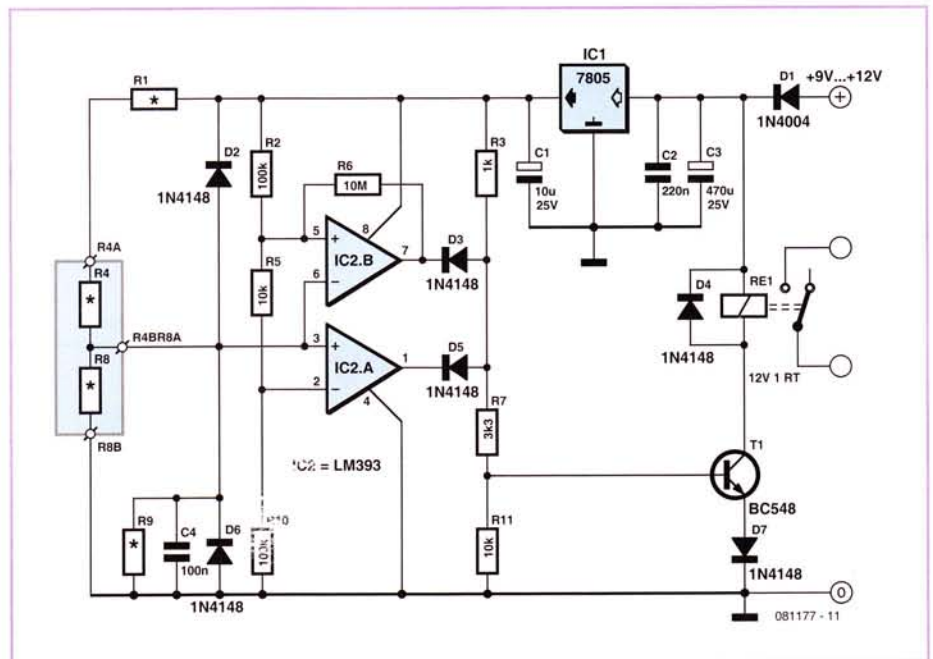 IC1
7805
D1
+9V...+12V
+
1N4004
R1
*
D2
1N4148
R2
100k
R6
10M
R3
1k
C1
10u
25V
C2
220n
C3
470u
25V
R4A
R4
*
R4BR8A
R8
*
R8B
R5
10k
5
+
8
7
IC2.B
6
−
D3
1N4148
3
+
IC2.A
1
2
−
4
D5
1N4148
D4
1N4148
RE1
12V 1 RT
R7
3k3
IC2 = LM393
T1
BC548
R9
*
C4
100n
D6
1N4148
R10
100k
R11
10k
D7
1N4148
0
081177 - 11